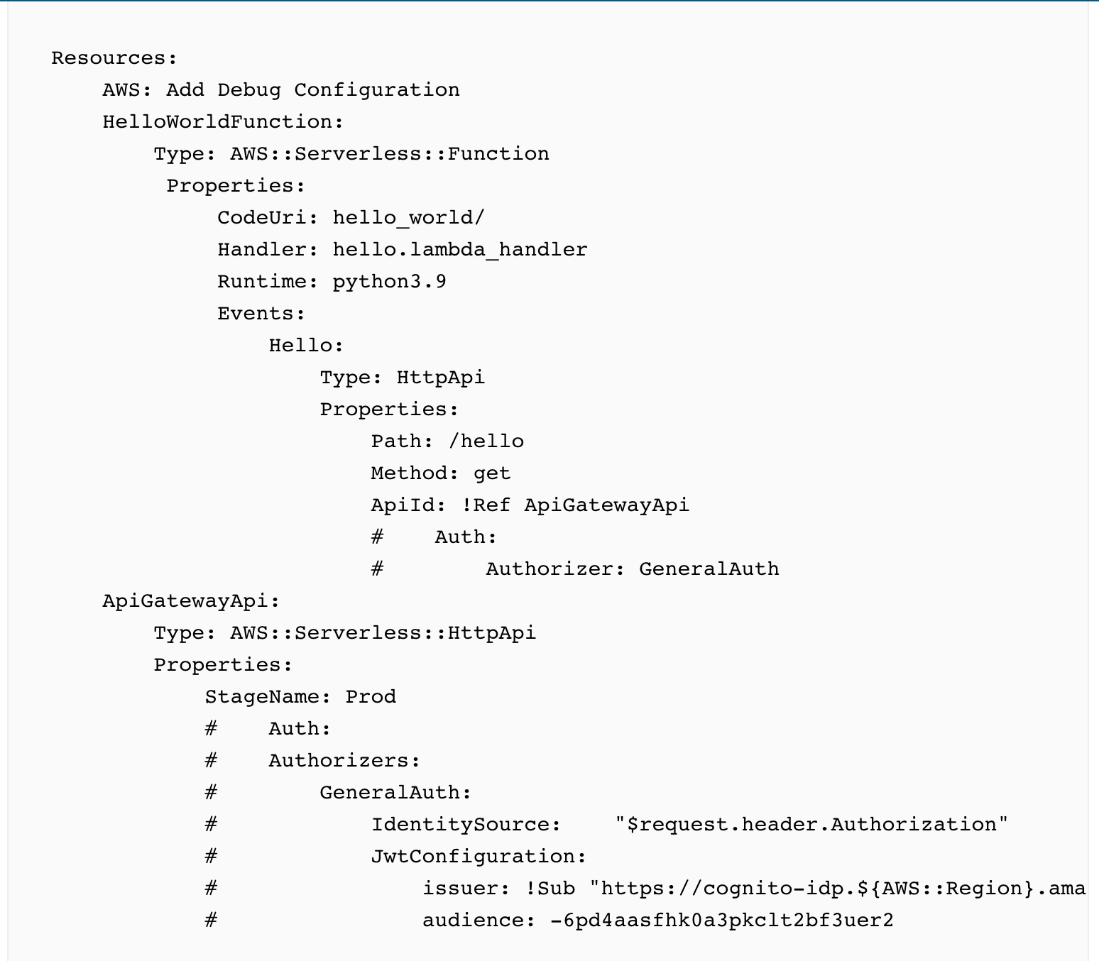 Resources:
AWS: Add Debug Configuration
HelloWorldFunction:
Type: AWS::Serverless::Function
Properties:
CodeUri: hello_world/
Handler: hello.lambda_handler
Runtime: python3.9
Events:
Hello:
Type: HttpApi
Properties:
Path: /hello
Method: get
ApiId: !Ref ApiGatewayApi
# Auth:
# Authorizer: GeneralAuth
ApiGatewayApi:
Type: AWS::Serverless::HttpApi
Properties:
StageName: Prod
# Auth:
# Authorizers:
# GeneralAuth:
# IdentitySource: "$request.header.Authorization"
# JwtConfiguration:
# issuer: !Sub "https://cognito-idp.${AWS::Region}.ama
# audience: -6pd4aasfhk0a3pkclt2bf3uer2